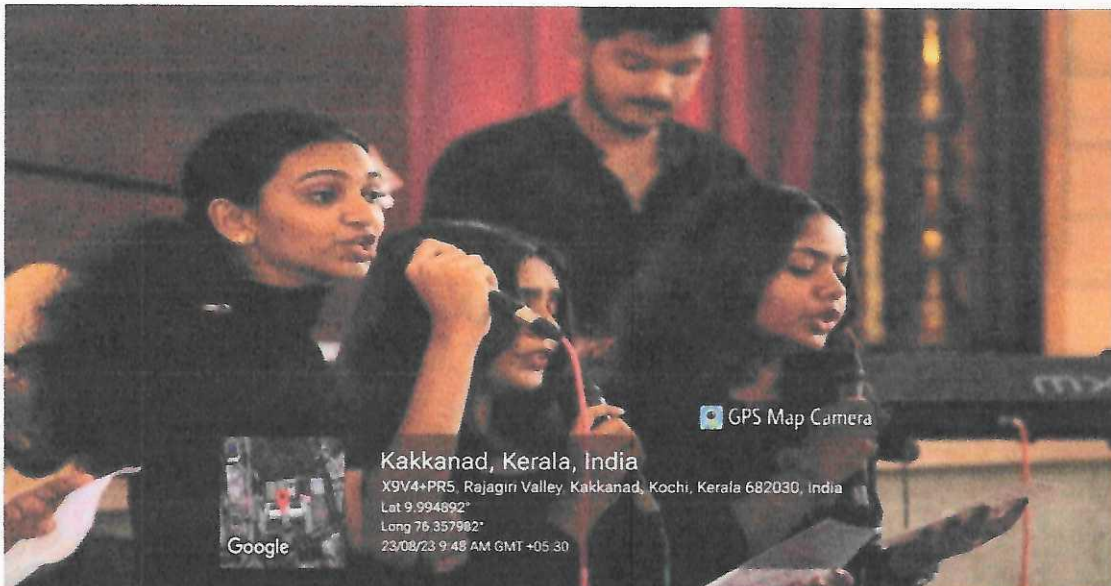 GPS Map Camera
Kakkanad, Kerala, India
X9V4+PR5, Rajagiri Valley, Kakkanad, Kochi, Kerala 682030, India
Lat 9.994892°
Long 76.357982°
23/08/23 9:48 AM GMT +05:30
Google